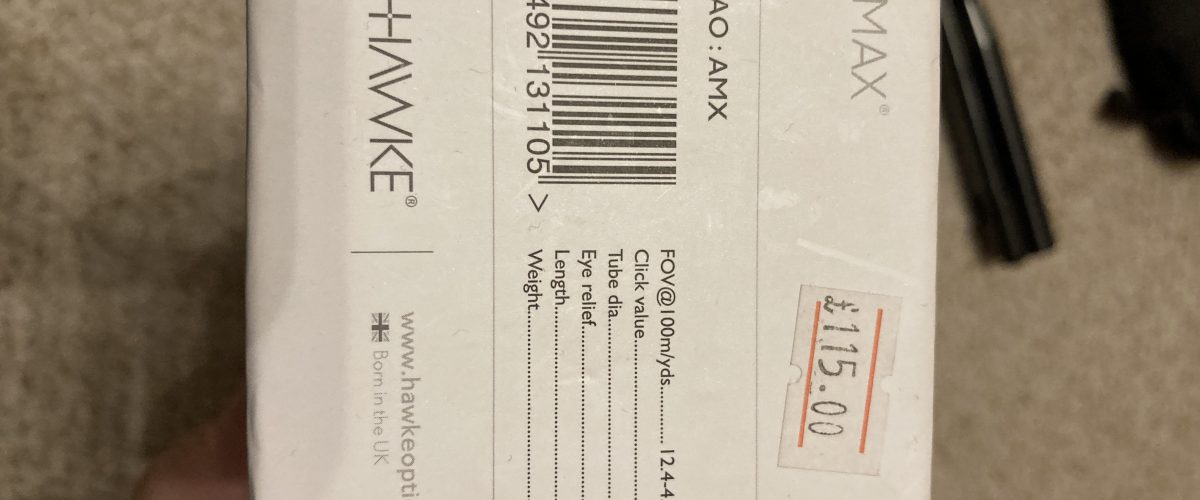 MAX®
£115.00
AO : AMX
492 131105 >
FOV@100m/yds.......... 12.4-4
Click value
Tube dia.
Eye relief
Length
Weight
HAWKE®
www.hawkeopti
Born in the UK